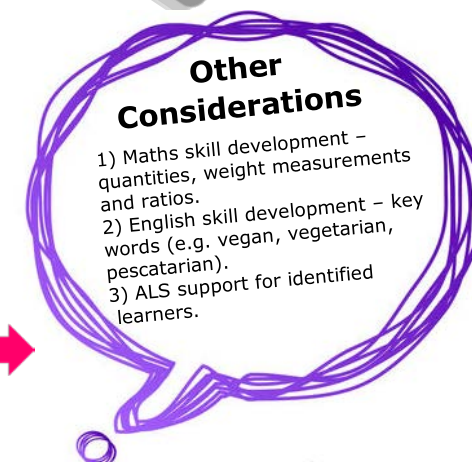 Other
Considerations
1) Maths skill development –
quantities, weight measurements
and ratios.
2) English skill development – key
words (e.g. vegan, vegetarian,
pescatarian).
3) ALS support for identified
learners.